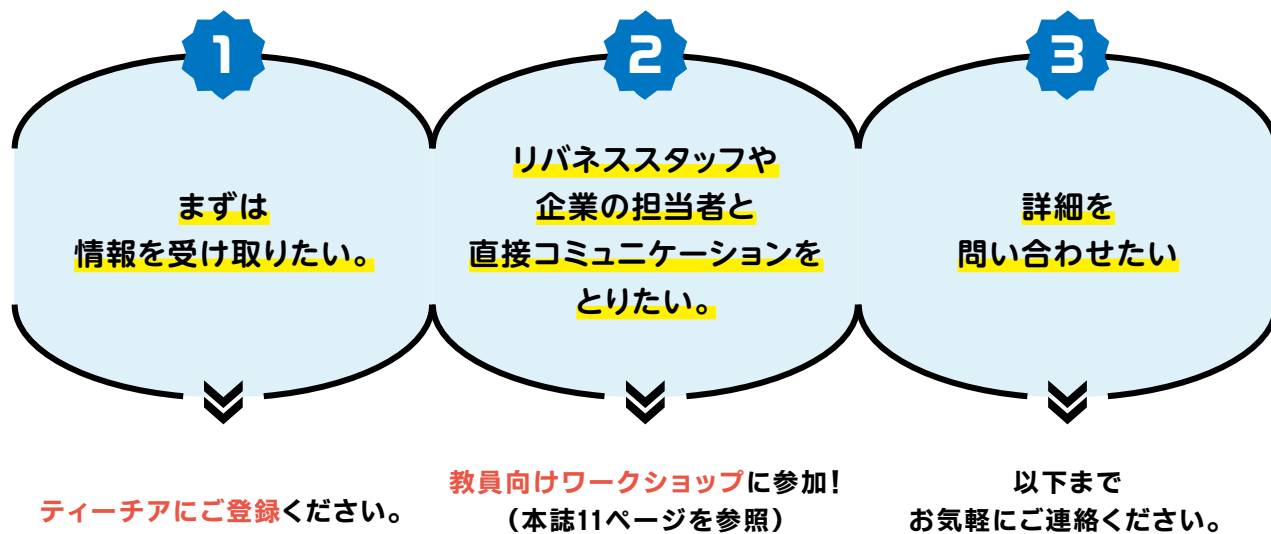 1
まずは
情報を受け取りたい。
ティーチアにご登録ください。
2
リバネススタッフや
企業の担当者と
直接コミュニケーションを
とりたい。
教員向けワークショップに参加！
（本誌11ページを参照）
3
詳細を
問い合わせたい
以下まで
お気軽にご連絡ください。